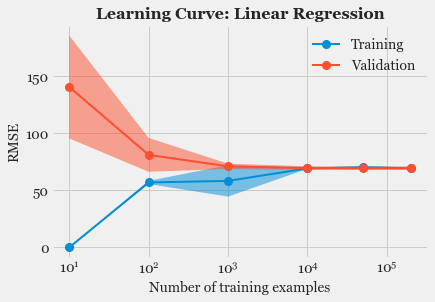 Learning Curve: Linear Regression
Training
Validation
RMSE
150
100
50
0
10¹
10²
10³
10⁴
10⁵
Number of training examples